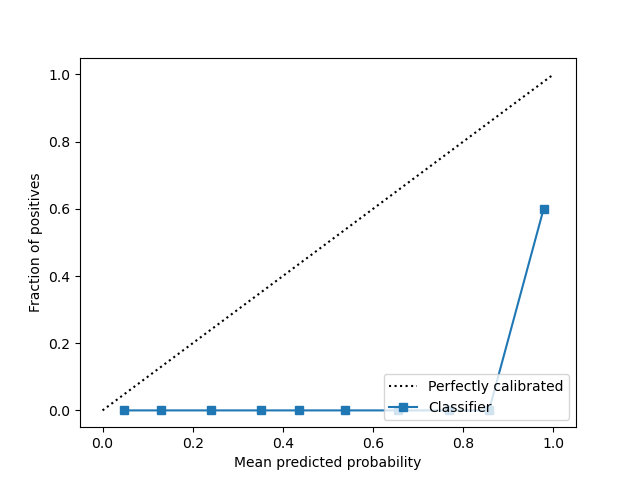 1.0
0.8
0.6
0.4
0.2
0.0
Fraction of positives
Perfectly calibrated
Classifier
0.0 0.2 0.4 0.6 0.8 1.0
Mean predicted probability